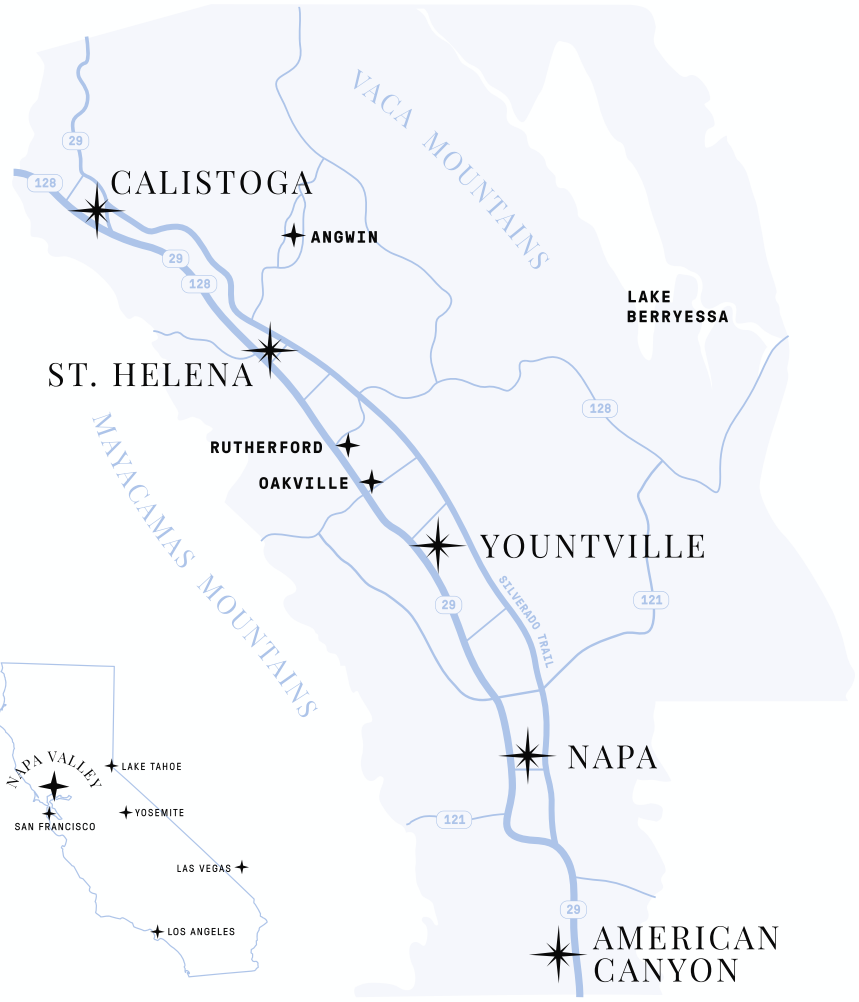 VACA MOUNTAINS
29
128
CALISTOGA
ANGWIN
29
128
LAKE
BERRYESSA
ST. HELENA
128
MAYACAMAS MOUNTAINS
RUTHERFORD
OAKVILLE
YOUNTVILLE
29
SILVERADO TRAIL
121
NAPA
121
29
AMERICAN
CANYON
NAPA VALLEY
LAKE TAHOE
YOSEMITE
SAN FRANCISCO
LAS VEGAS
LOS ANGELES